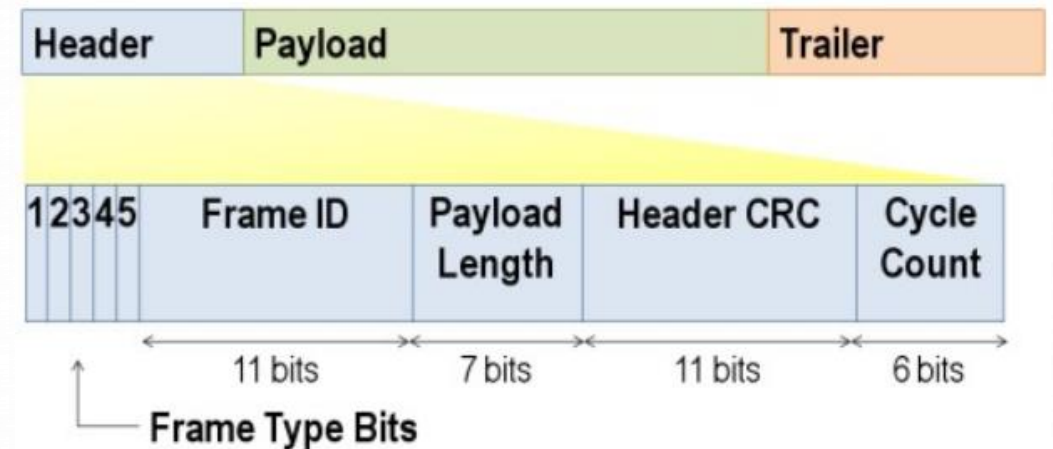 Header Payload Trailer
12345 Frame ID Payload Length Header CRC Cycle Count
11 bits 7 bits 11 bits 6 bits
Frame Type Bits